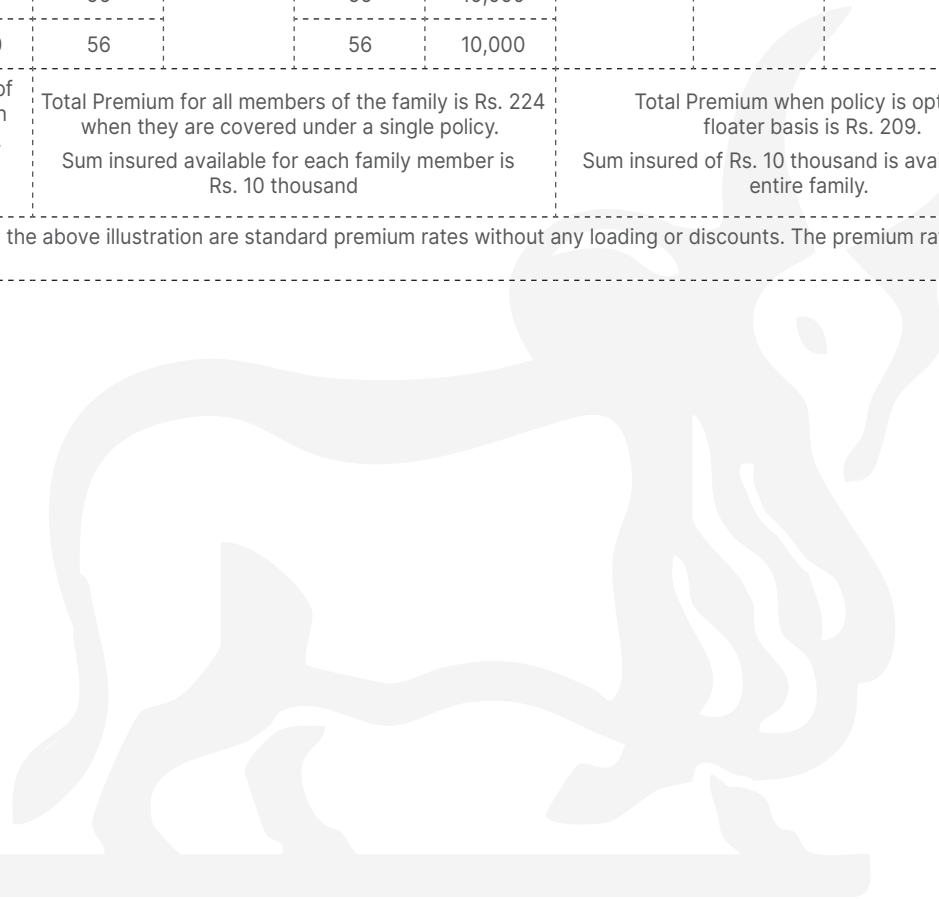 56 56 10,000
of
Total Premium for all members of the family is Rs. 224
when they are covered under a single policy.
Sum insured available for each family member is
Rs. 10 thousand
Total Premium when policy is opt
floater basis is Rs. 209.
Sum insured of Rs. 10 thousand is avai
entire family.
the above illustration are standard premium rates without any loading or discounts. The premium ra